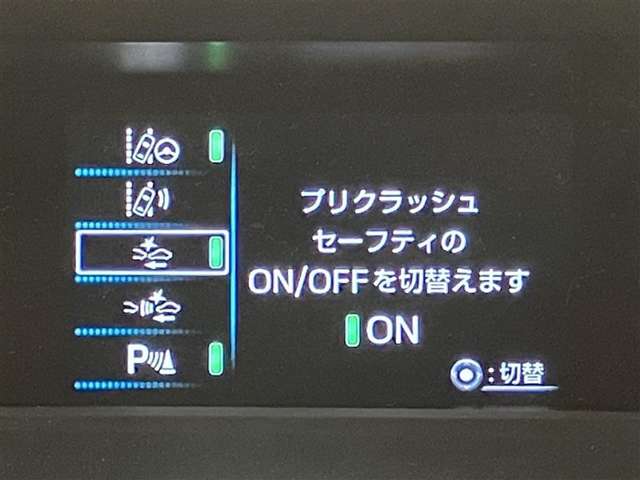 プリクラッシュ
セーフティの
ON/OFFを切替えます
ON
P
:切替